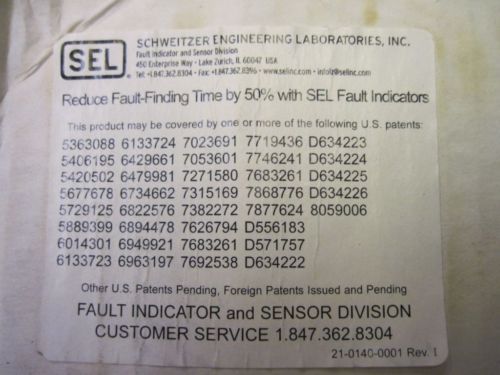 SEL
SCHWEITZER ENGINEERING LABORATORIES, INC.
Fault Indicator and Sensor Division
450 Enterprise Way - Lake Zurich, IL 60047 USA
Tel: +1.847.362.8304 - Fax: +1.847.362.8396 - www.selinc.com - infolz@selinc.com
Reduce Fault-Finding Time by 50% with SEL Fault Indicators
This product may be covered by one or more of the following U.S. patents:
5363088 6133724 7023691 7719436 D634223
5406195 6429661 7053601 7746241 D634224
5420502 6479981 7271580 7683261 D634225
5677678 6734662 7315169 7868776 D634226
5729125 6822576 7382272 7877624 8059006
5889399 6894478 7626794 D556183
6014301 6949921 7683261 D571757
6133723 6963197 7692538 D634222
Other U.S. Patents Pending, Foreign Patents Issued and Pending
FAULT INDICATOR and SENSOR DIVISION
CUSTOMER SERVICE 1.847.362.8304
21-0140-0001 Rev. 1